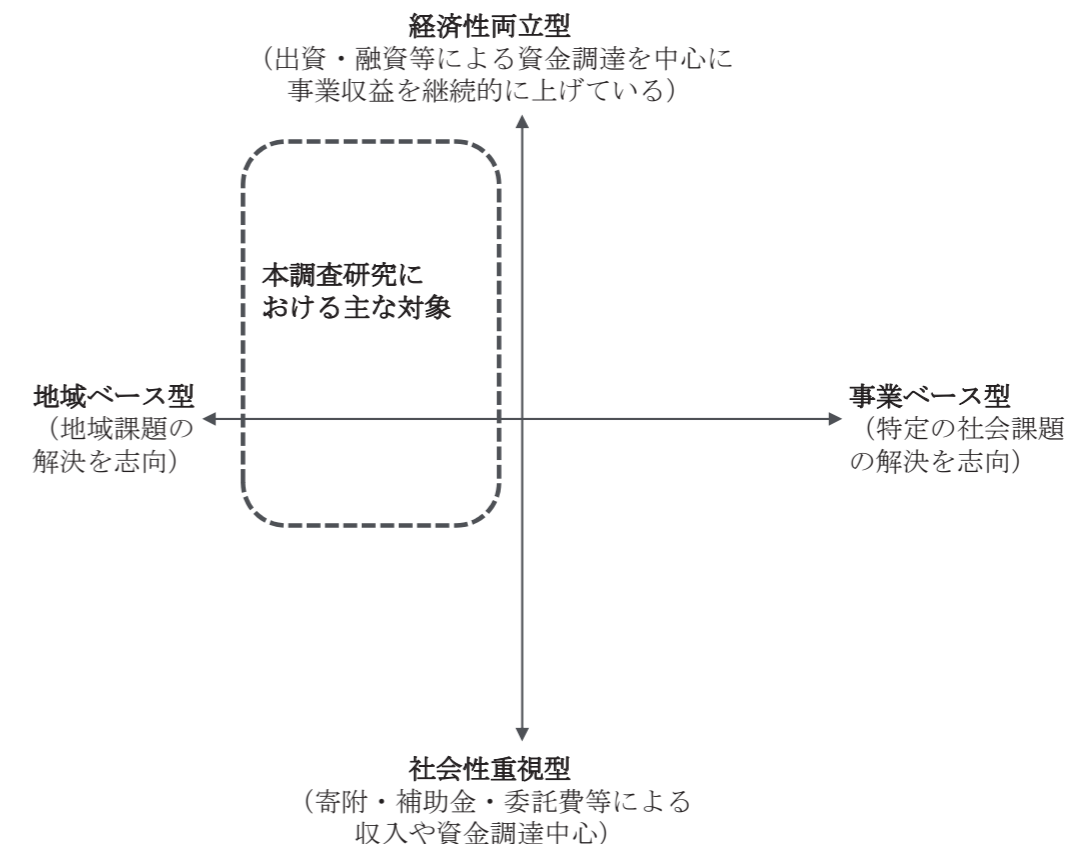 経済性両立型
（出資・融資等による資金調達を中心に
事業収益を継続的に上げている）
本調査研究に
おける主な対象
地域ベース型
（地域課題の
解決を志向）
事業ベース型
（特定の社会課題
の解決を志向）
社会性重視型
（寄附・補助金・委託費等による
収入や資金調達中心）